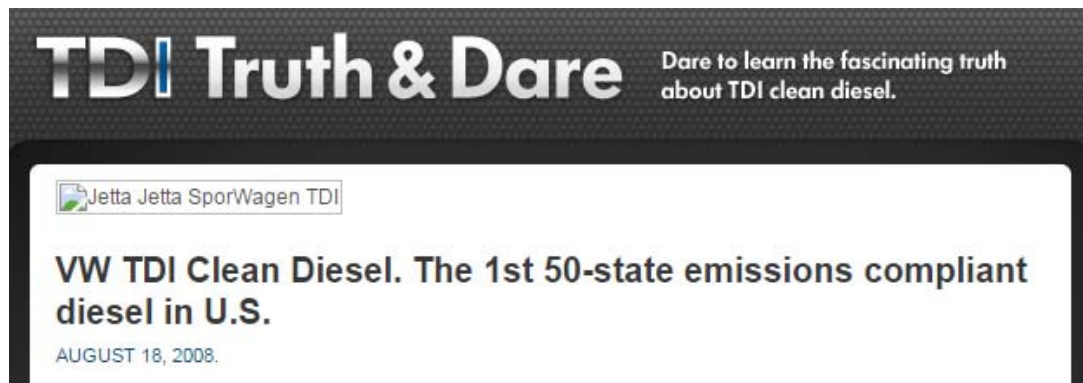 TDI Truth & Dare
Dare to learn the fascinating truth
about TDI clean diesel.
Jetta Jetta SporWagen TDI
VW TDI Clean Diesel. The 1st 50-state emissions compliant
diesel in U.S.
AUGUST 18, 2008.